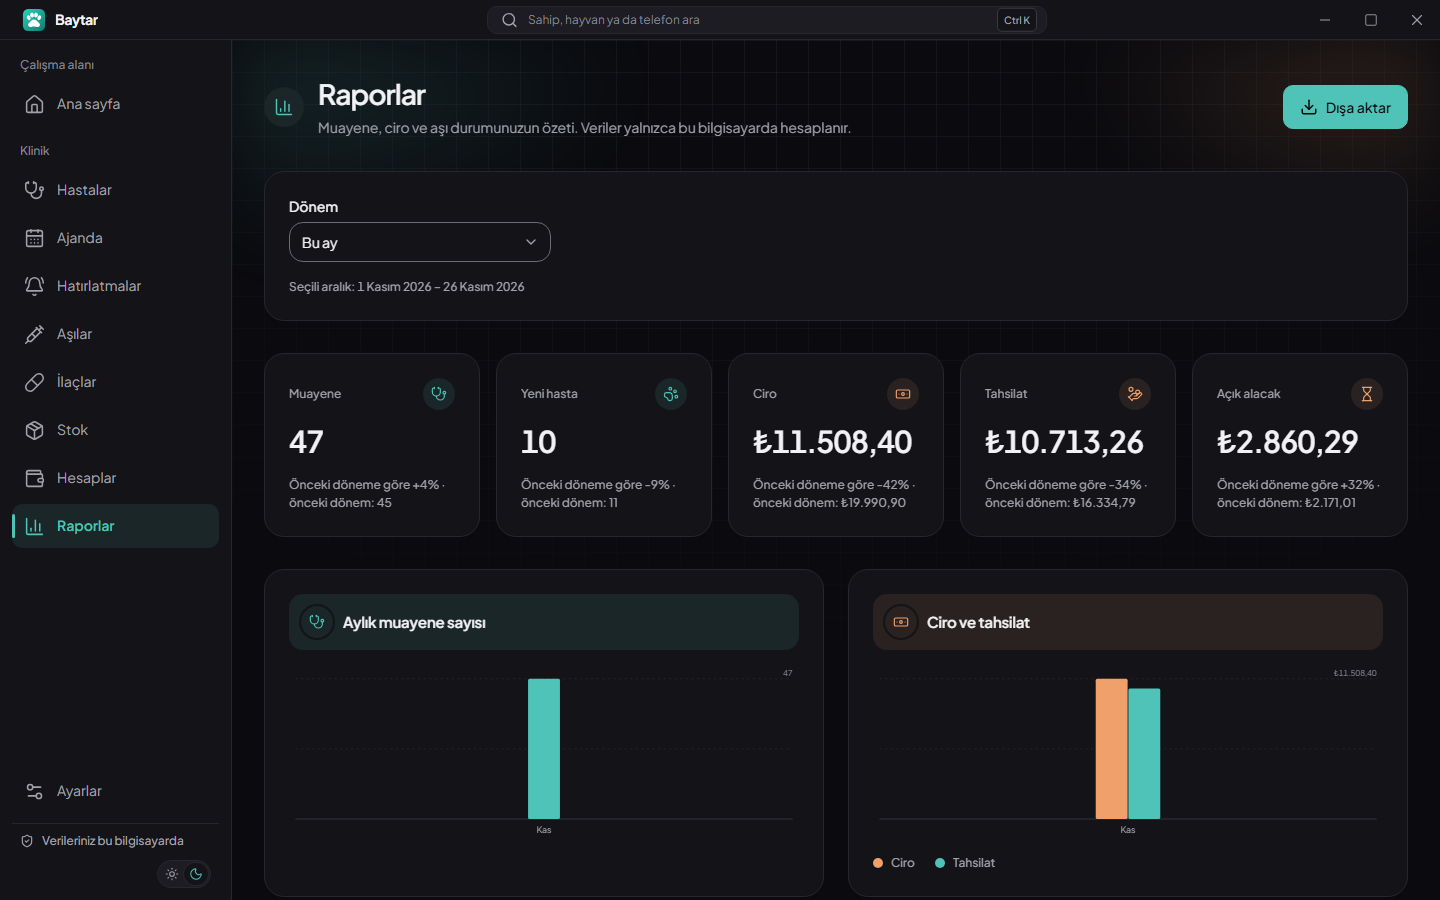 Baytar
Sahip, hayvan ya da telefon ara
Ctrl K
Çalışma alanı
Ana sayfa
Klinik
Hastalar
Ajanda
Hatırlatmalar
Aşılar
İlaçlar
Stok
Hesaplar
Raporlar
Ayarlar
Verileriniz bu bilgisayarda
Raporlar
Muayene, ciro ve aşı durumunuzun özeti. Veriler yalnızca bu bilgisayarda hesaplanır.
Dışa aktar
Dönem
Bu ay
Seçili aralık: 1 Kasım 2026 – 26 Kasım 2026
Muayene
47
Önceki döneme göre +4% ·
önceki dönem: 45
Yeni hasta
10
Önceki döneme göre -9% ·
önceki dönem: 11
Ciro
₺11.508,40
Önceki döneme göre -42% ·
önceki dönem: ₺19.990,90
Tahsilat
₺10.713,26
Önceki döneme göre -34% ·
önceki dönem: ₺16.334,79
Açık alacak
₺2.860,29
Önceki döneme göre +32% ·
önceki dönem: ₺2.171,01
Aylık muayene sayısı
47
Kas
Ciro ve tahsilat
₺11.508,40
Kas
Ciro
Tahsilat